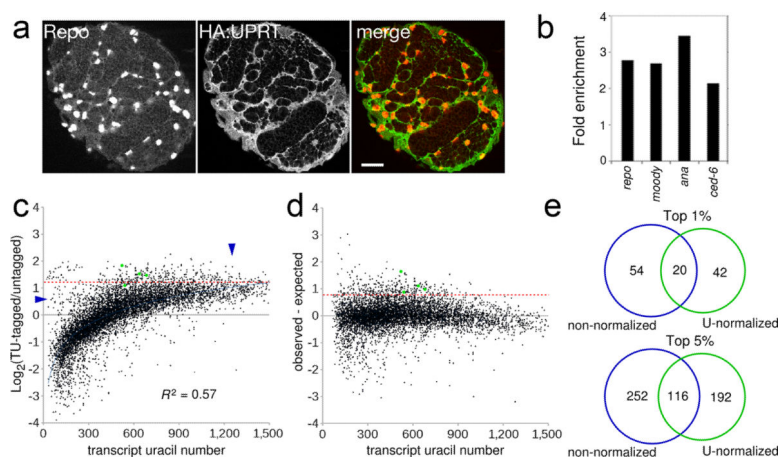 a
Repo
HA:UPRT
merge
b
Fold enrichment
4
3
2
1
0
repo
moody
ana
ced-6
c
Log₂(TU-tagged/untagged)
4
3
2
1
0
-1
-2
-3
-4
R² = 0.57
0 300 600 900 1,200 1,500
transcript uracil number
d
observed - expected
4
3
2
1
0
-1
-2
-3
-4
0 300 600 900 1,200 1,500
transcript uracil number
e
Top 1%
54 20 42
non-normalized U-normalized
Top 5%
252 116 192
non-normalized U-normalized